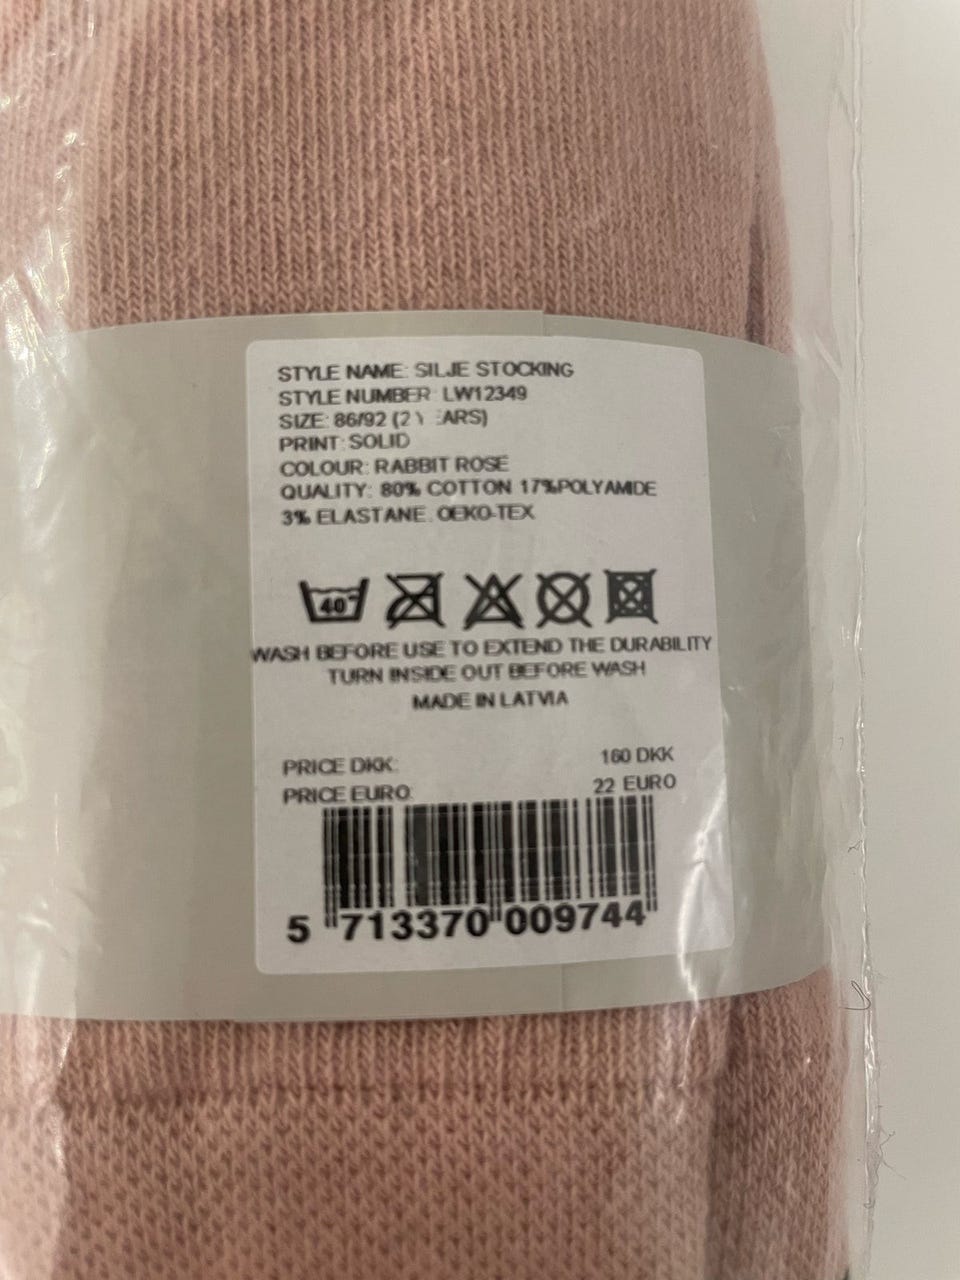 STYLE NAME: SILJE STOCKING
STYLE NUMBER: LW12349
SIZE: 86/92 (2 YEARS)
PRINT: SOLID
COLOUR: RABBIT ROSE
QUALITY: 80% COTTON 17%POLYAMIDE
3% ELASTANE. OEKO-TEX
40
WASH BEFORE USE TO EXTEND THE DURABILITY
TURN INSIDE OUT BEFORE WASH
MADE IN LATVIA
PRICE DKK: 160 DKK
PRICE EURO: 22 EURO
5 713370 009744